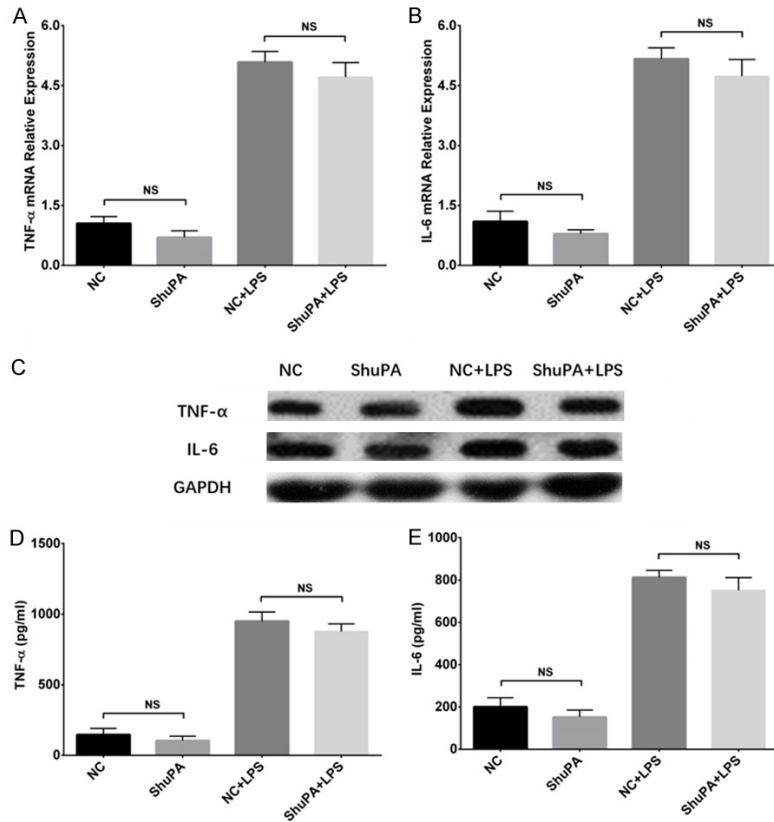 A
TNF-α mRNA Relative Expression
6.0
4.5
3.0
1.5
0.0
NS
NS
NC
ShuPA
NC+LPS
ShuPA+LPS
B
IL-6 mRNA Relative Expression
6.0
4.5
3.0
1.5
0.0
NS
NS
NC
ShuPA
NC+LPS
ShuPA+LPS
C
NC ShuPA NC+LPS ShuPA+LPS
TNF-α
IL-6
GAPDH
D
TNF-α (pg/ml)
1500
1000
500
0
NS
NS
NC
ShuPA
NC+LPS
ShuPA+LPS
E
IL-6 (pg/ml)
1000
800
600
400
200
0
NS
NS
NC
ShuPA
NC+LPS
ShuPA+LPS